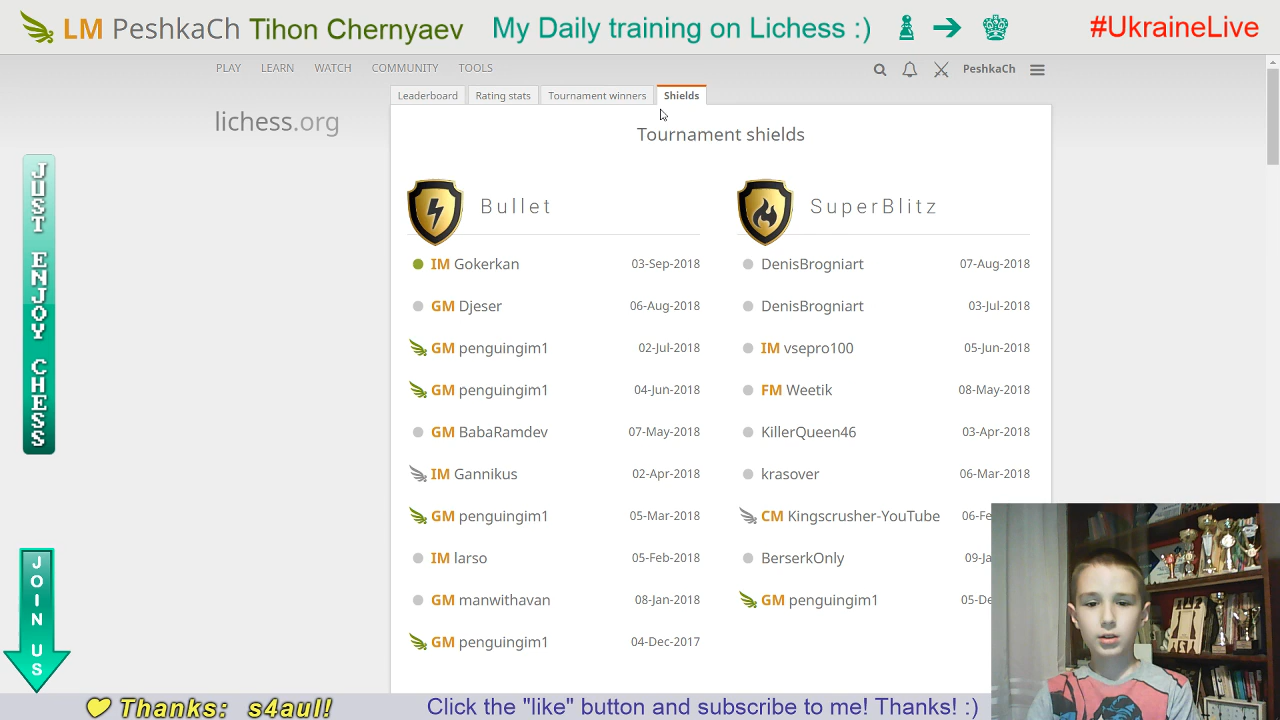 LM PeshkaCh Tihon Chernyaev
My Daily training on Lichess :)
#UkraineLive
PLAY LEARN WATCH COMMUNITY TOOLS
PeshkaCh
Leaderboard Rating stats Tournament winners Shields
lichess.org
Tournament shields
JUST ENJOY CHESS
JOIN US
Bullet
IM Gokerkan 03-Sep-2018
GM Djeser 06-Aug-2018
GM penguingim1 02-Jul-2018
GM penguingim1 04-Jun-2018
GM BabaRamdev 07-May-2018
IM Gannikus 02-Apr-2018
GM penguingim1 05-Mar-2018
IM larso 05-Feb-2018
GM manwithavan 08-Jan-2018
GM penguingim1 04-Dec-2017
SuperBlitz
DenisBrogniart 07-Aug-2018
DenisBrogniart 03-Jul-2018
IM vsepro100 05-Jun-2018
FM Weetik 08-May-2018
KillerQueen46 03-Apr-2018
krasover 06-Mar-2018
CM Kingscrusher-YouTube 06-Fe
BerserkOnly 09-Ja
GM penguingim1 05-De
Thanks: s4aul!
Click the "like" button and subscribe to me! Thanks! :)